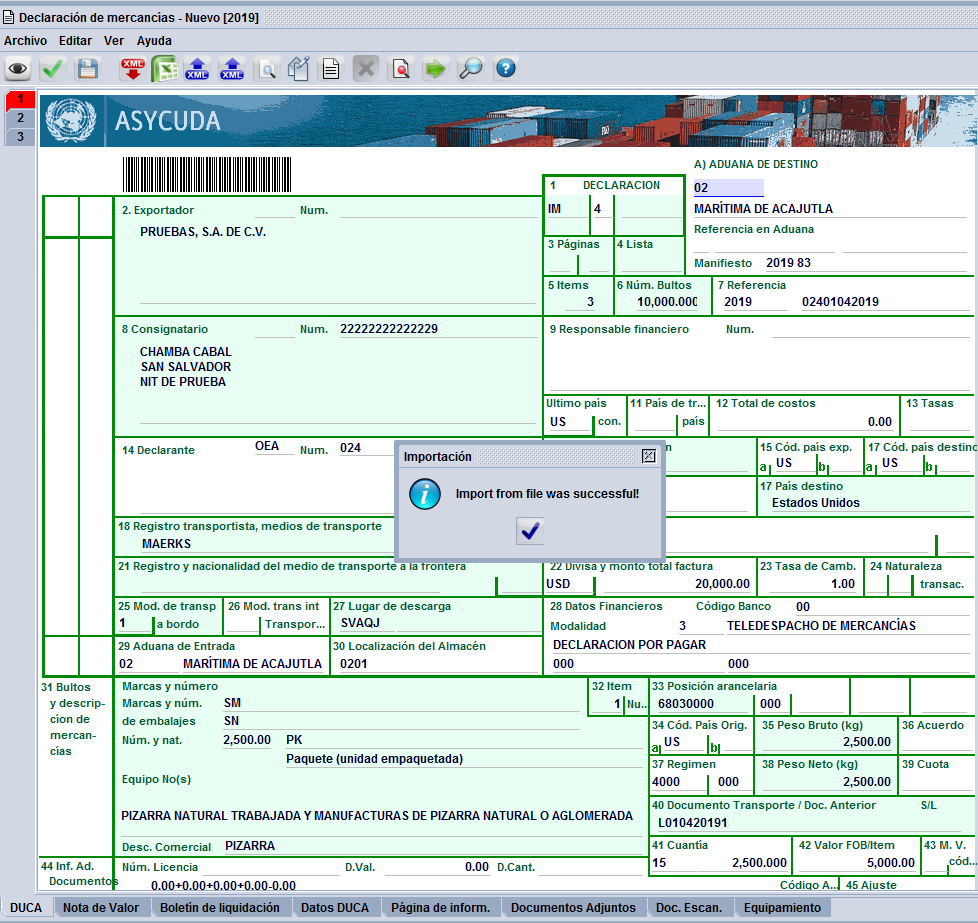 Declaración de mercancías - Nuevo [2019]
Archivo Editar Ver Ayuda
XML XML XML
1
2
3
ASYCUDA
A) ADUANA DE DESTINO
02
MARÍTIMA DE ACAJUTLA
Referencia en Aduana
Manifiesto 2019 83
1 DECLARACION
IM 4
2. Exportador Num.
PRUEBAS, S.A. DE C.V.
3 Páginas 4 Lista
5 Items 6 Núm. Bultos 7 Referencia
3 10,000.000 2019 02401042019
8 Consignatario Num. 22222222222229
CHAMBA CABAL
SAN SALVADOR
NIT DE PRUEBA
9 Responsable financiero Num.
Ultimo país 11 País de tr... 12 Total de costos 13 Tasas
US con. país 0.00
14 Declarante OEA Num. 024
15 Cód. país exp. 17 Cód. país destino
a US b a US b
17 País destino
Estados Unidos
Importación
Import from file was successful!
18 Registro transportista, medios de transporte
MAERKS
21 Registro y nacionalidad del medio de transporte a la frontera
22 Divisa y monto total factura 23 Tasa de Camb. 24 Naturaleza
USD 20,000.00 1.00 transac.
25 Mod. de transp 26 Mod. trans int 27 Lugar de descarga
1 a bordo Transpor... SVAQJ
28 Datos Financieros Código Banco 00
Modalidad 3 TELEDESPACHO DE MERCANCÍAS
DECLARACION POR PAGAR
000 000
29 Aduana de Entrada 30 Localización del Almacén
02 MARÍTIMA DE ACAJUTLA 0201
31 Bultos
y descrip-
cion de
mercan-
cías
Marcas y número
Marcas y núm. SM
de embalajes SN
Núm. y nat. 2,500.00 PK
Paquete (unidad empaquetada)
Equipo No(s)
PIZARRA NATURAL TRABAJADA Y MANUFACTURAS DE PIZARRA NATURAL O AGLOMERADA
Desc. Comercial PIZARRA
32 Item 33 Posición arancelaria
1 Nu.. 68030000 000
34 Cód. País Orig. 35 Peso Bruto (kg) 36 Acuerdo
a US b 2,500.00
37 Regimen 38 Peso Neto (kg) 39 Cuota
4000 000 2,500.00
40 Documento Transporte / Doc. Anterior S/L
L010420191
41 Cuantía 42 Valor FOB/Item 43 M. V.
15 2,500.000 5,000.00 cód...
44 Inf. Ad.
Documentos
Núm. Licencia D.Val. 0.00 D.Cant.
0.00+0.00+0.00+0.00-0.00
Código A... 45 Ajuste
DUCA Nota de Valor Boletín de liquidación Datos DUCA Página de inform. Documentos Adjuntos Doc. Escan. Equipamiento